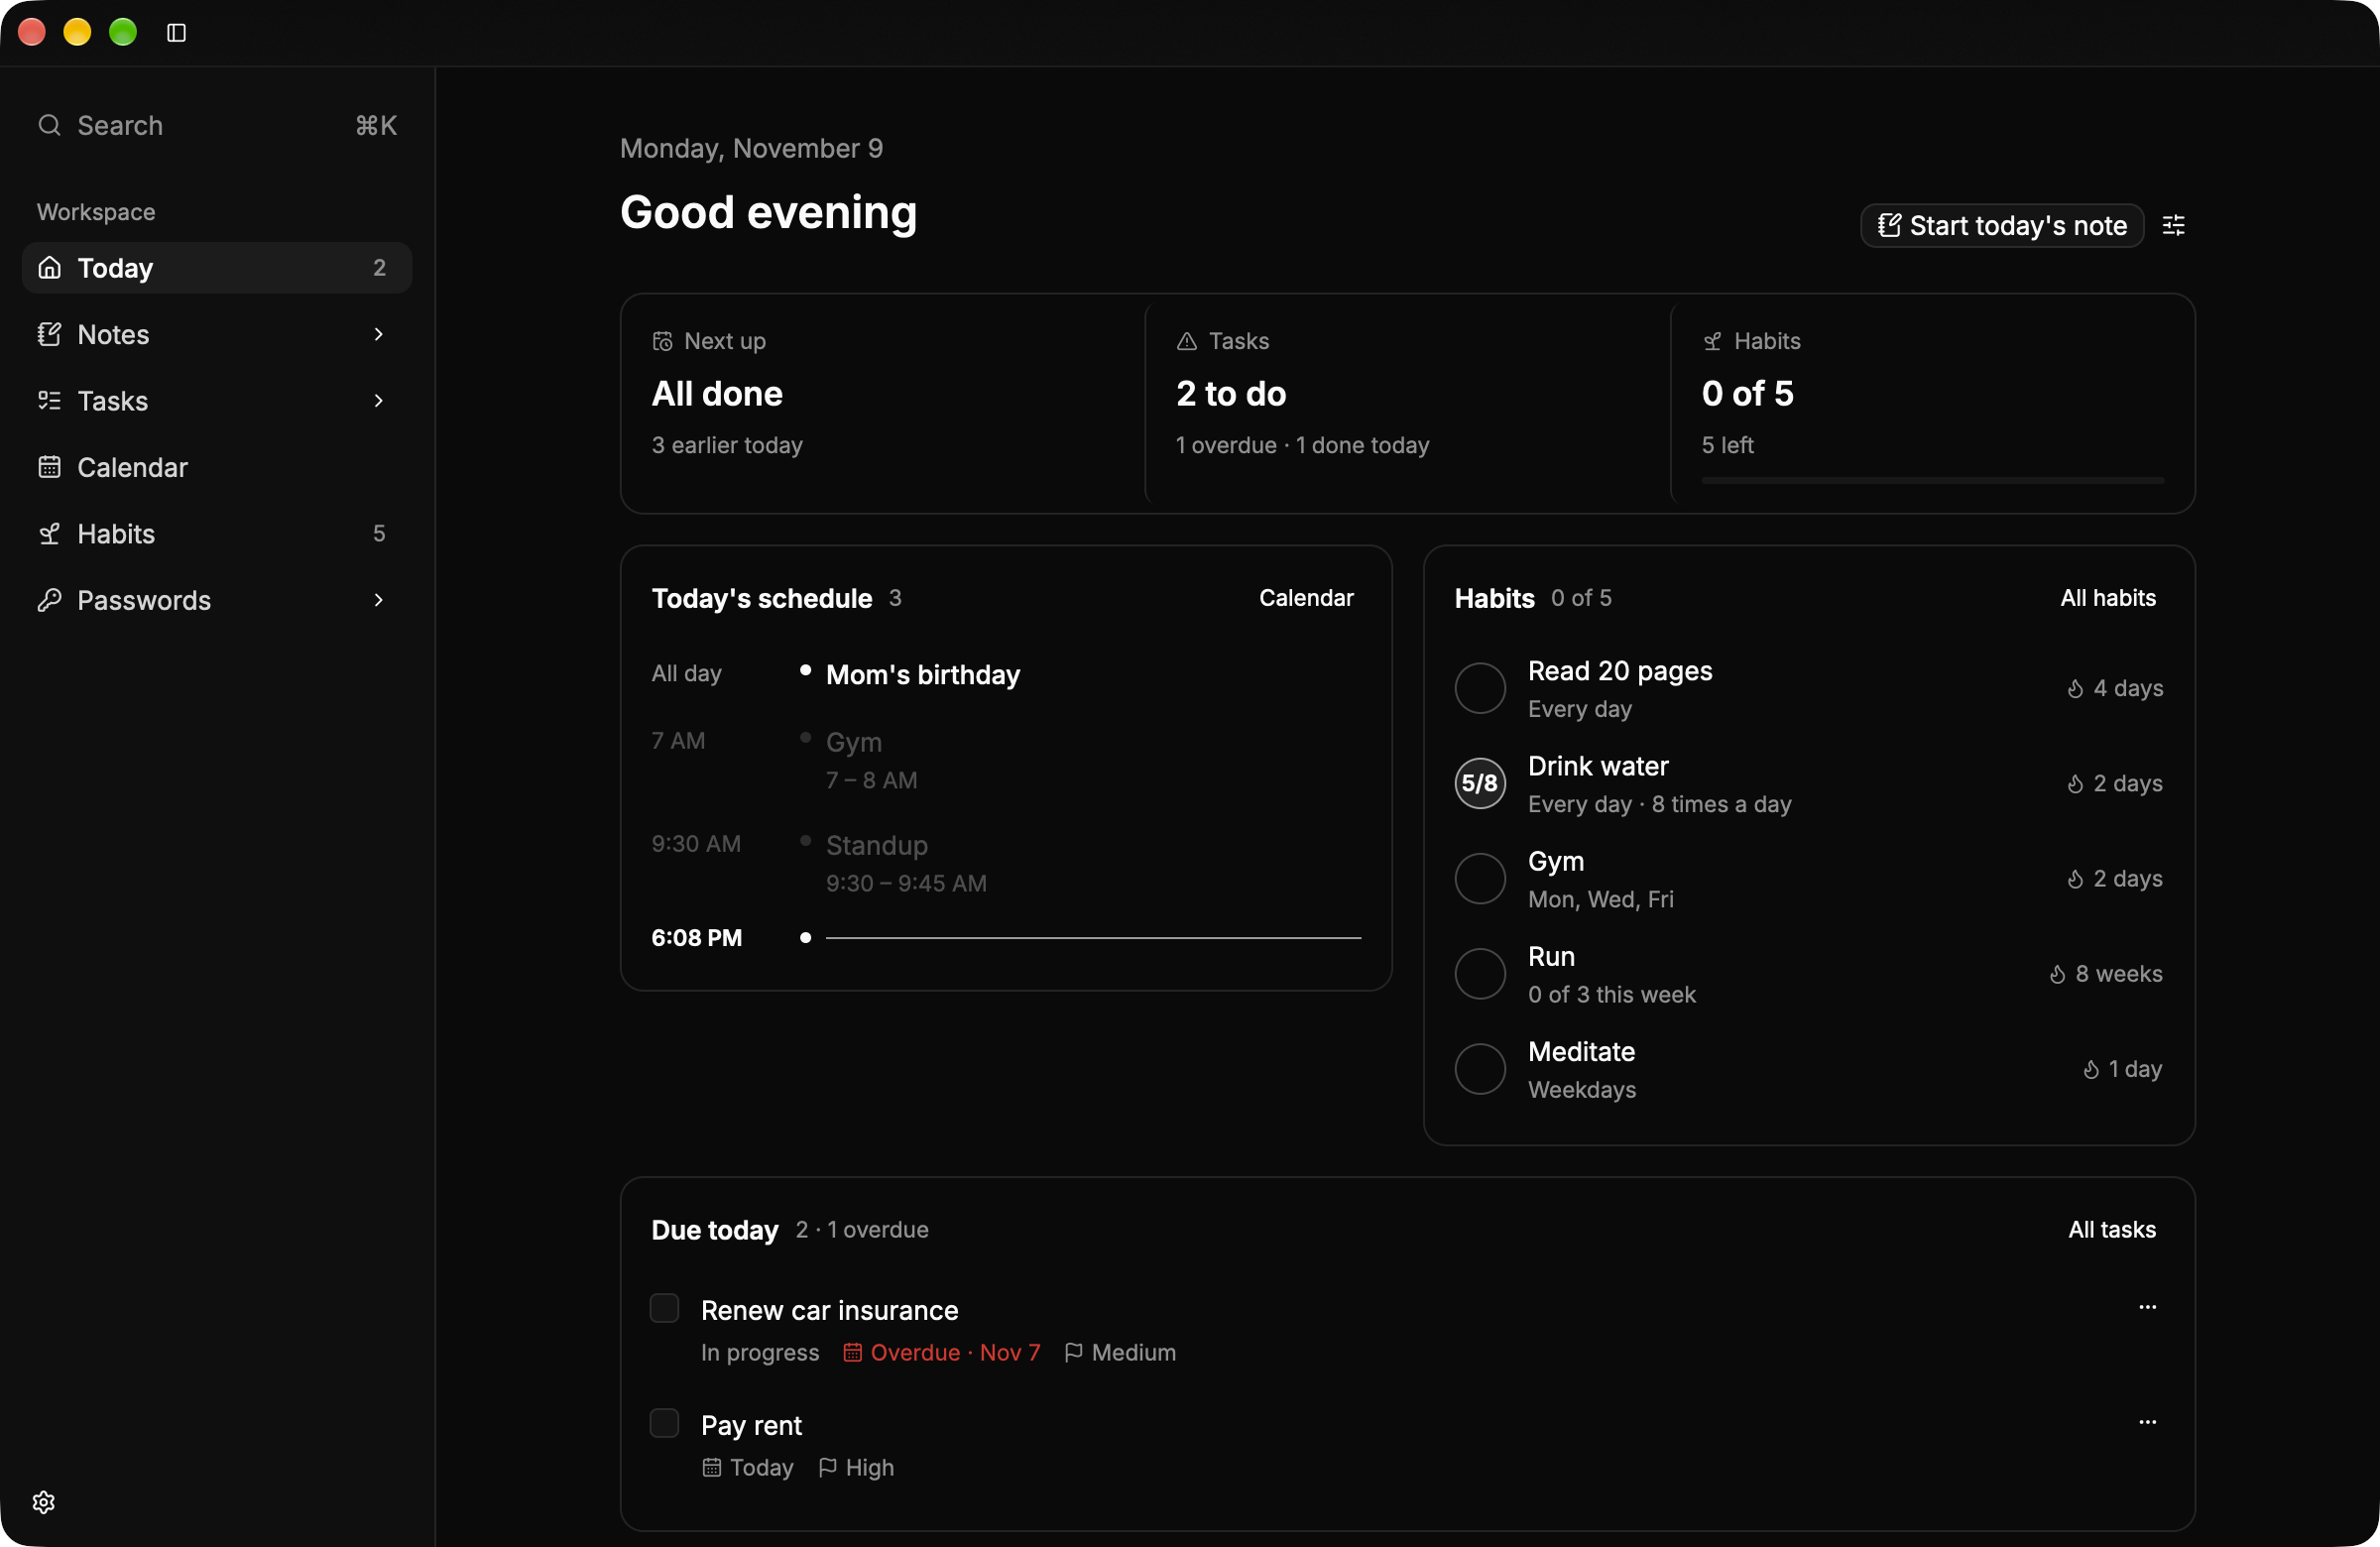 Search ⌘K
Workspace
Today 2
Notes
Tasks
Calendar
Habits 5
Passwords
Monday, November 9
Good evening
Start today's note
Next up
All done
3 earlier today
Tasks
2 to do
1 overdue · 1 done today
Habits
0 of 5
5 left
Today's schedule 3 Calendar
All day Mom's birthday
7 AM Gym
7 – 8 AM
9:30 AM Standup
9:30 – 9:45 AM
6:08 PM
Habits 0 of 5 All habits
Read 20 pages
Every day
4 days
5/8 Drink water
Every day · 8 times a day
2 days
Gym
Mon, Wed, Fri
2 days
Run
0 of 3 this week
8 weeks
Meditate
Weekdays
1 day
Due today 2 · 1 overdue All tasks
Renew car insurance
In progress Overdue · Nov 7 Medium
Pay rent
Today High